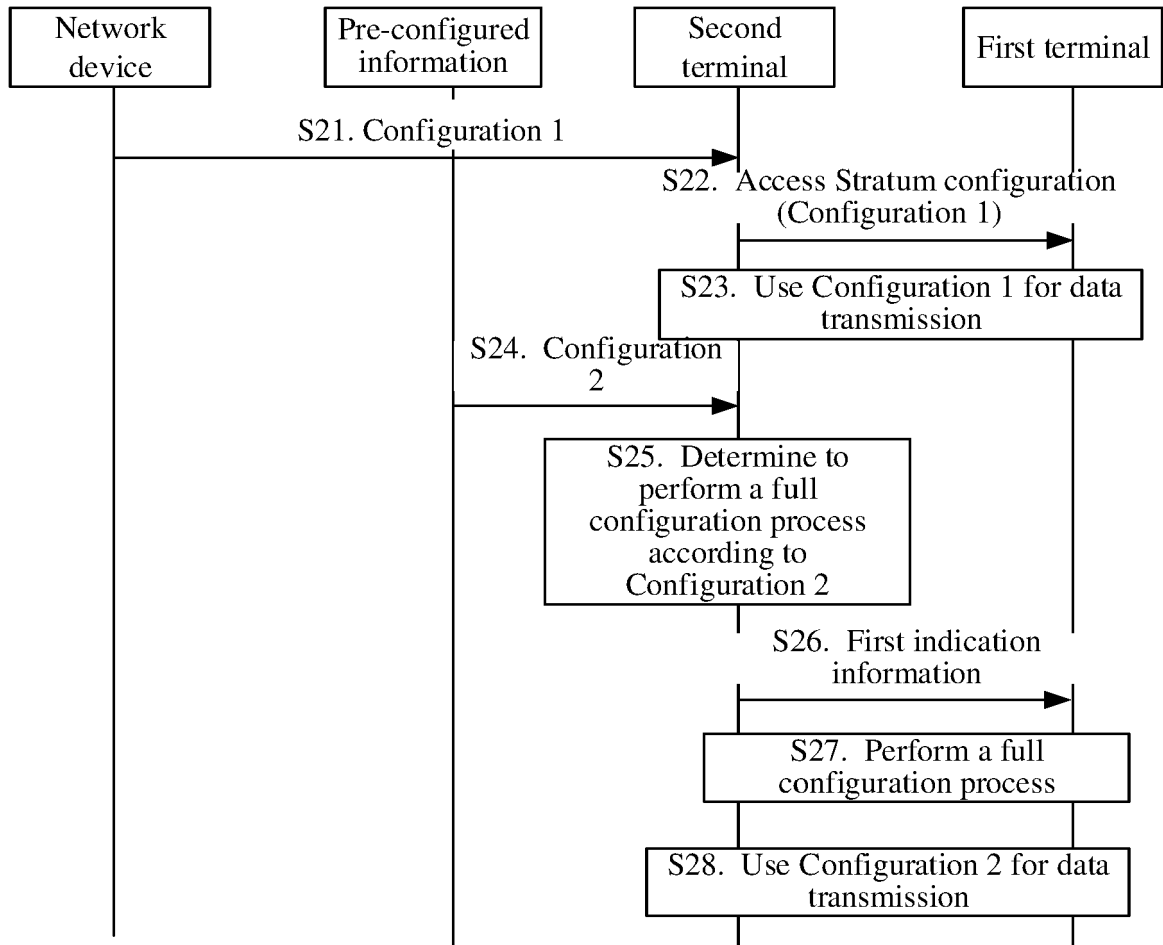 Network
device
Pre-configured
information
Second
terminal
First terminal
S21. Configuration 1
S22.  Access Stratum configuration
(Configuration 1)
S23.  Use Configuration 1 for data
transmission
S24.  Configuration
2
S25.  Determine to
perform a full
configuration process
according to
Configuration 2
S26.  First indication
information
S27.  Perform a full
configuration process
S28.  Use Configuration 2 for data
transmission